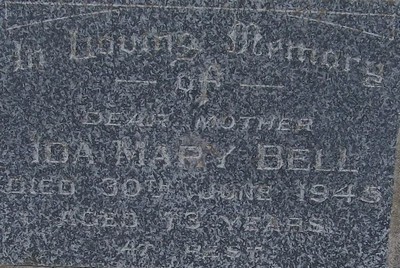 In Loving Memory
— of —
DEAR MOTHER
IDA MARY BELL
DIED 30TH JUNE 1945
AGED 73 YEARS.
AT REST.